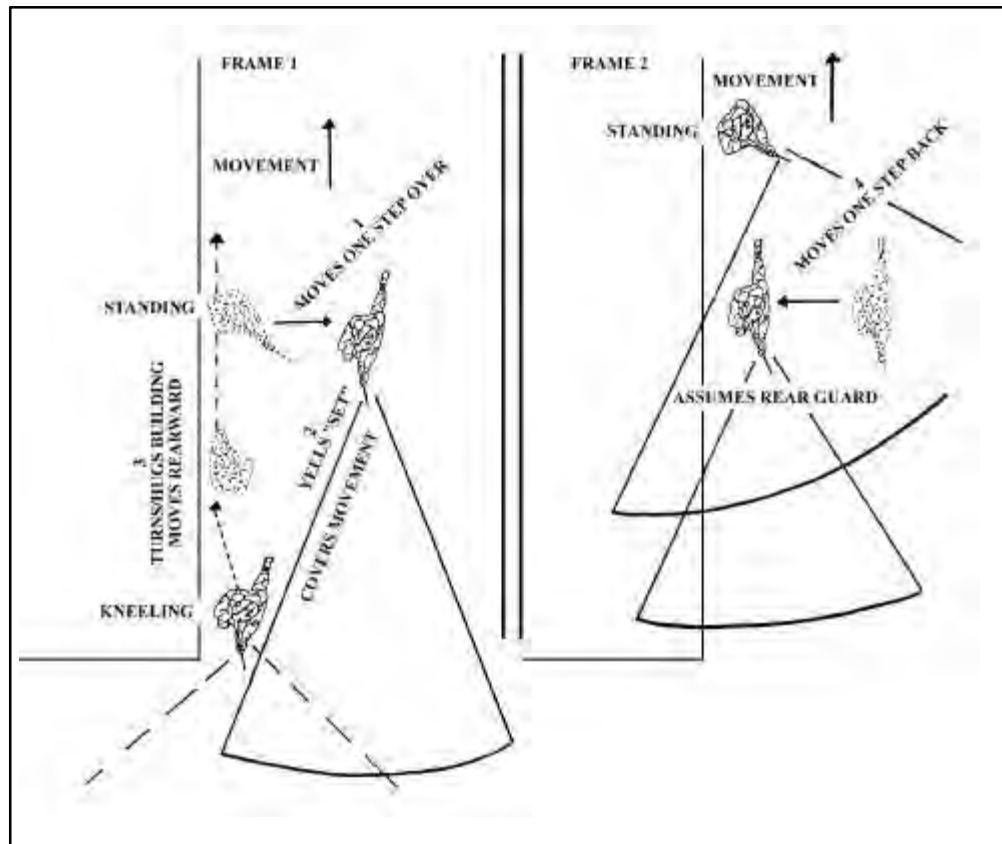 FRAME 1
MOVEMENT
1
MOVES ONE STEP OVER
STANDING
2
YELLS "SET"
COVERS MOVEMENT
3
TURNS/HUGS BUILDING
MOVES REARWARD
KNEELING
FRAME 2
MOVEMENT
STANDING
4
MOVES ONE STEP BACK
ASSUMES REAR GUARD